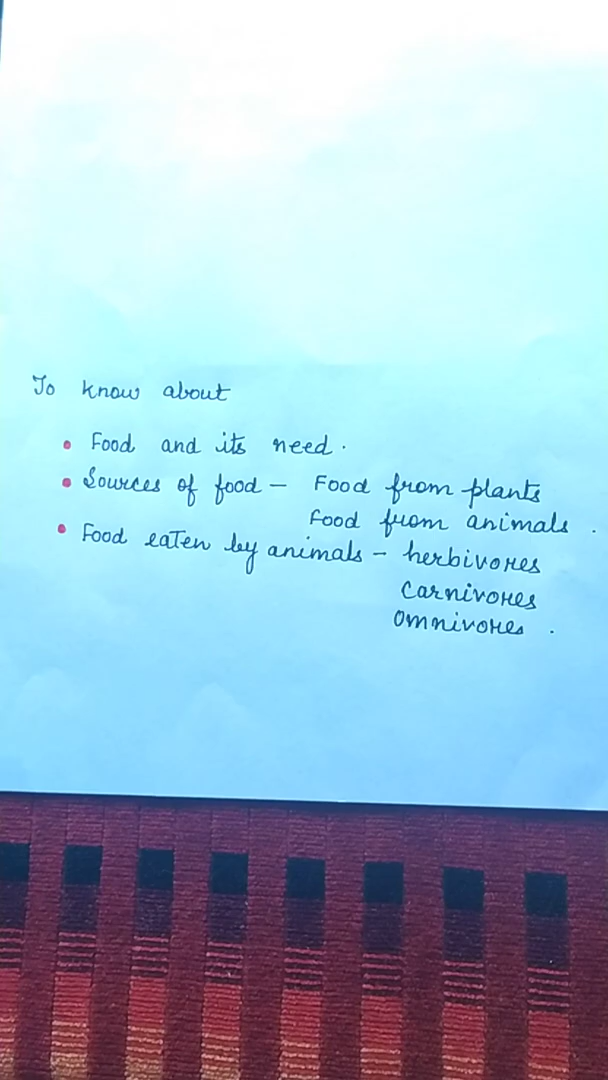 To know about
• Food and its need.
• Sources of food - Food from plants
Food from animals.
• Food eaten by animals - herbivores
Carnivores
Omnivores.